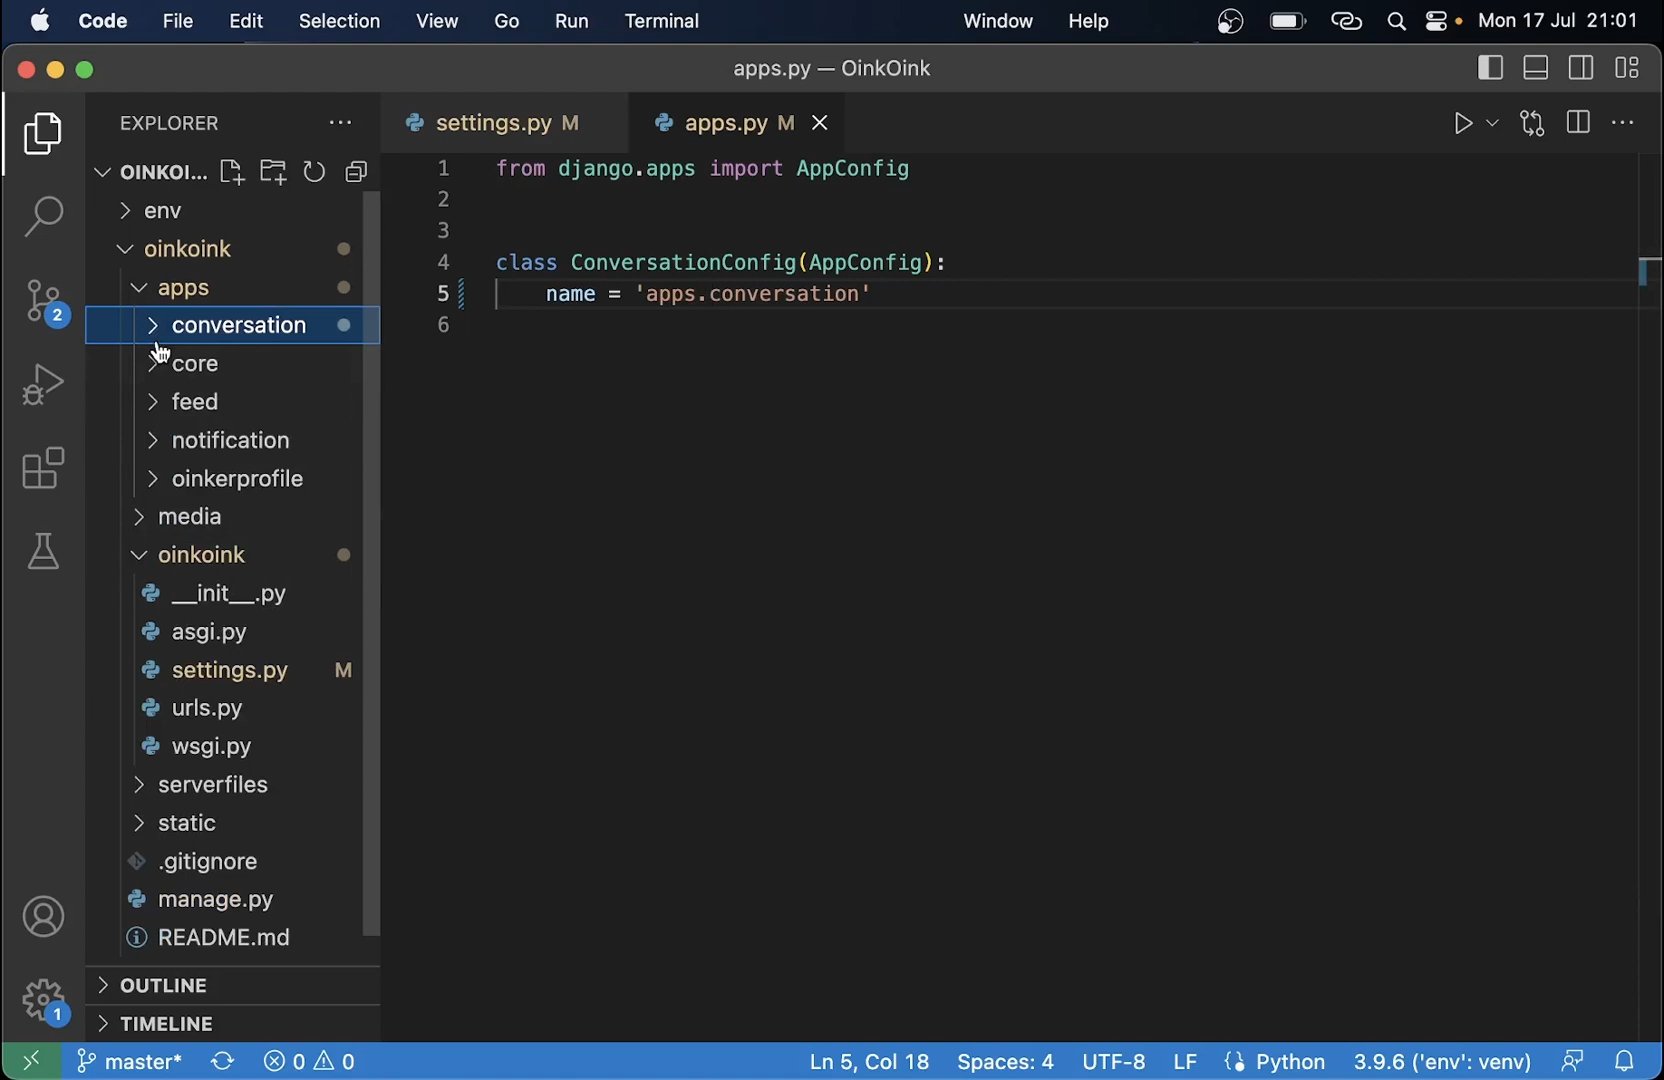 Code File Edit Selection View Go Run Terminal Window Help Mon 17 Jul 21:01
apps.py — OinkOink
EXPLORER ···
settings.py M
apps.py M
OINKOI...
env
oinkoink
apps
conversation
core
feed
notification
oinkerprofile
media
oinkoink
__init__.py
asgi.py
settings.py M
urls.py
wsgi.py
serverfiles
static
.gitignore
manage.py
README.md
OUTLINE
TIMELINE
2
1
1 from django.apps import AppConfig
2
3
4 class ConversationConfig(AppConfig):
5 name = 'apps.conversation'
6
master* 0 0 Ln 5, Col 18 Spaces: 4 UTF-8 LF Python 3.9.6 ('env': venv)